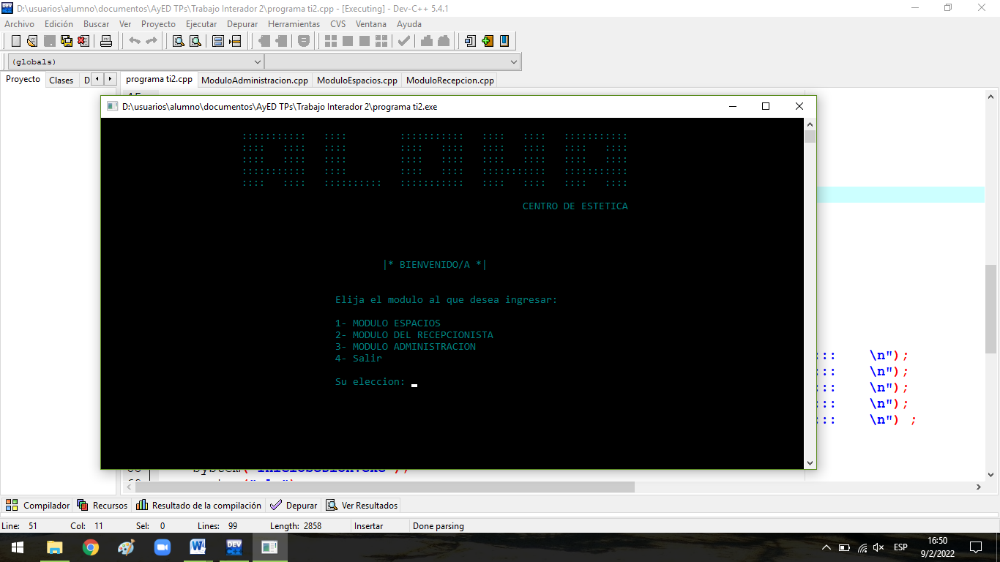 D:\usuarios\alumno\documentos\AyED TPs\Trabajo Interador 2\programa ti2.cpp - [Executing] - Dev-C++ 5.4.1
Archivo Edición Buscar Ver Proyecto Ejecutar Depurar Herramientas CVS Ventana Ayuda
(globals)
Proyecto Clases D programa ti2.cpp ModuloAdministracion.cpp ModuloEspacios.cpp ModuloRecepcion.cpp
D:\usuarios\alumno\documentos\AyED TPs\Trabajo Interador 2\programa ti2.exe
ALOHA
CENTRO DE ESTETICA
|* BIENVENIDO/A *|
Elija el modulo al que desea ingresar:
1- MODULO ESPACIOS
2- MODULO DEL RECEPCIONISTA
3- MODULO ADMINISTRACION
4- Salir
Su eleccion:
::: \n");
::: \n");
::: \n");
::: \n");
::: \n") ;
Compilador Recursos Resultado de la compilación Depurar Ver Resultados
Line: 51 Col: 11 Sel: 0 Lines: 99 Length: 2858 Insertar Done parsing
DEV ESP 16:50
9/2/2022